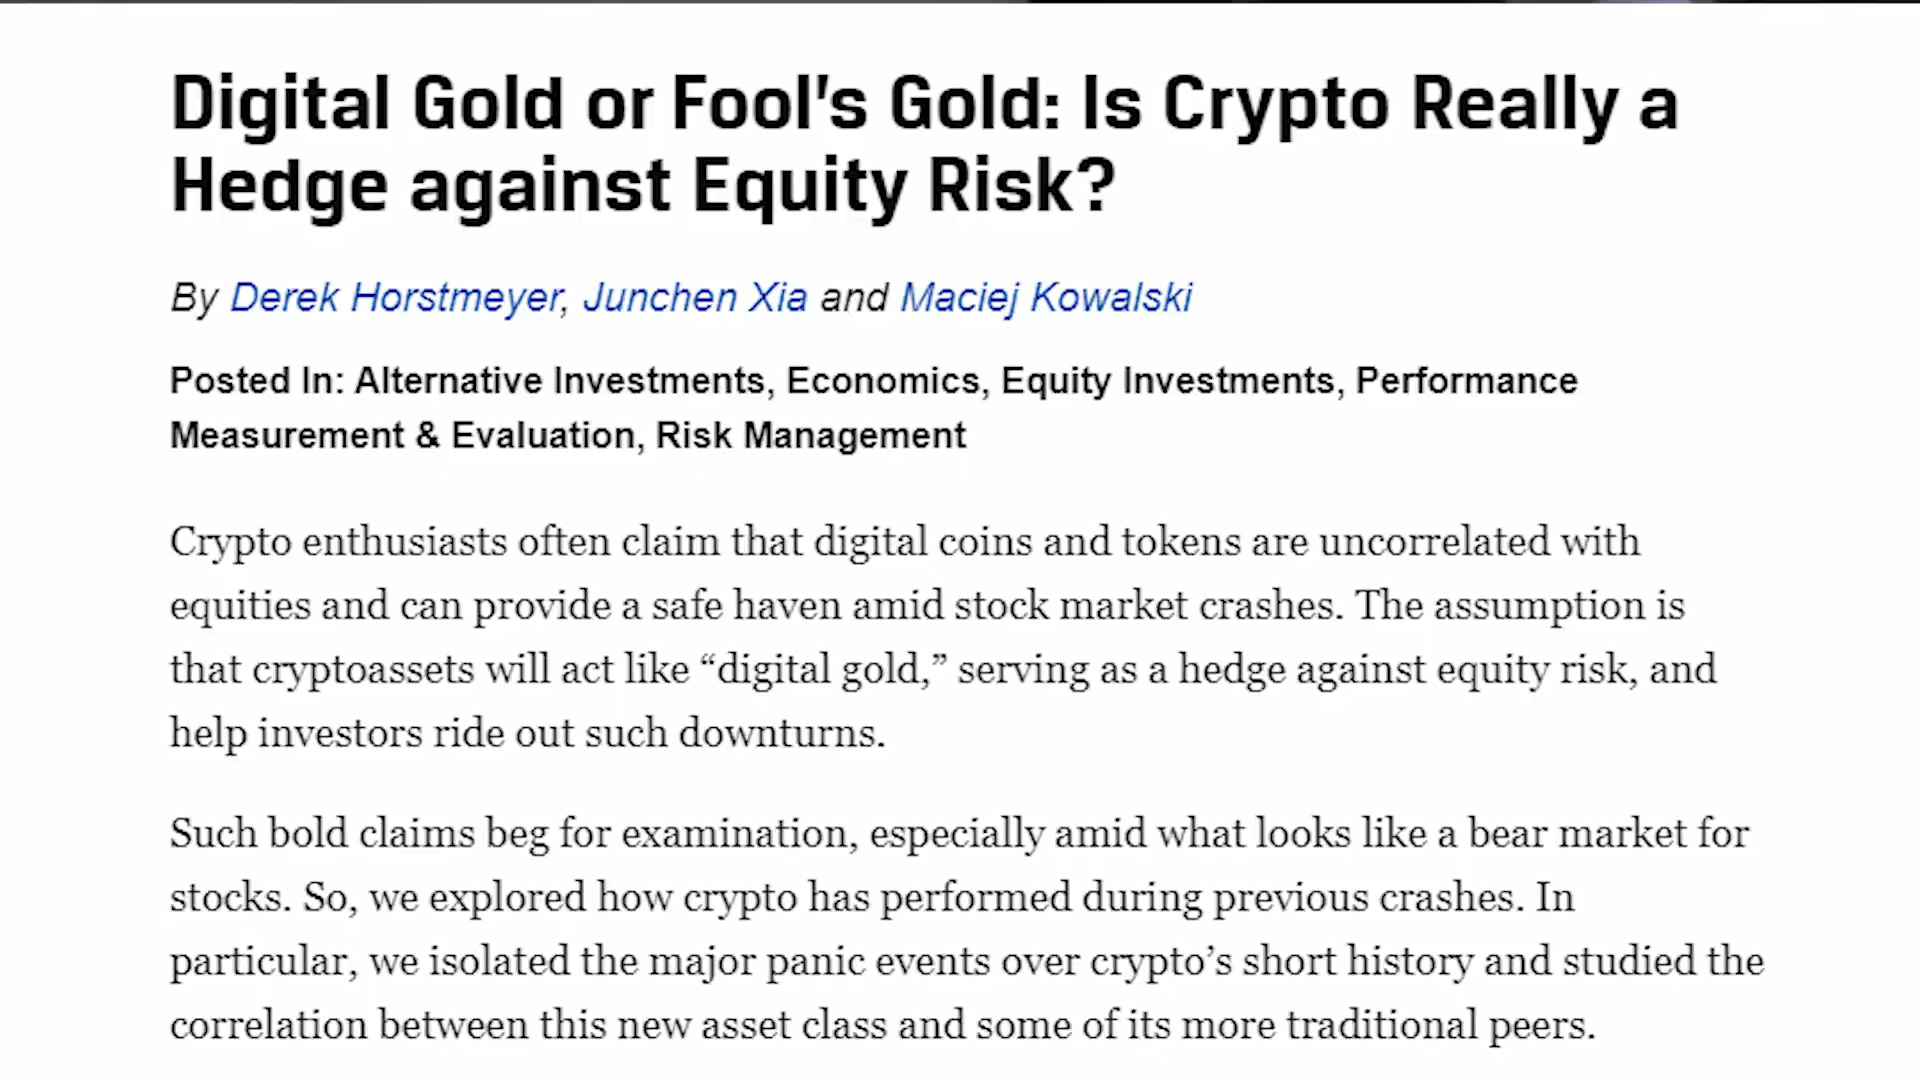 Digital Gold or Fool's Gold: Is Crypto Really a
Hedge against Equity Risk?
By Derek Horstmeyer, Junchen Xia and Maciej Kowalski
Posted In: Alternative Investments, Economics, Equity Investments, Performance
Measurement & Evaluation, Risk Management
Crypto enthusiasts often claim that digital coins and tokens are uncorrelated with
equities and can provide a safe haven amid stock market crashes. The assumption is
that cryptoassets will act like “digital gold,” serving as a hedge against equity risk, and
help investors ride out such downturns.
Such bold claims beg for examination, especially amid what looks like a bear market for
stocks. So, we explored how crypto has performed during previous crashes. In
particular, we isolated the major panic events over crypto’s short history and studied the
correlation between this new asset class and some of its more traditional peers.